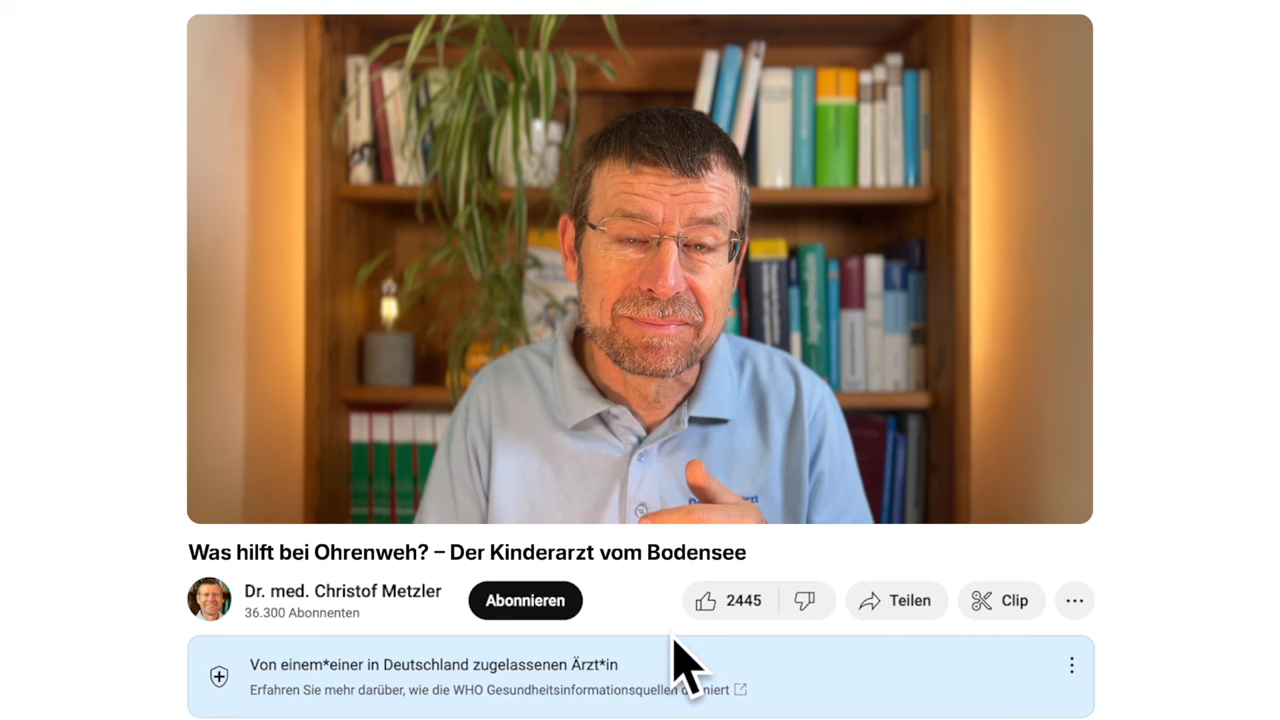 Was hilft bei Ohrenweh? – Der Kinderarzt vom Bodensee
Dr. med. Christof Metzler
36.300 Abonnenten
Abonnieren
2445
Teilen
Clip
Von einem*einer in Deutschland zugelassenen Ärzt*in
Erfahren Sie mehr darüber, wie die WHO Gesundheitsinformationsquellen